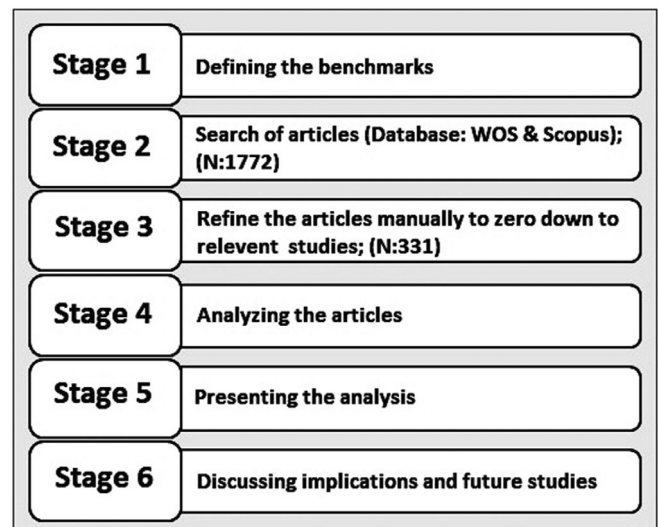 Stage 1
Defining the benchmarks
Stage 2
Search of articles (Database: WOS & Scopus);
(N:1772)
Stage 3
Refine the articles manually to zero down to
relevent studies; (N:331)
Stage 4
Analyzing the articles
Stage 5
Presenting the analysis
Stage 6
Discussing implications and future studies